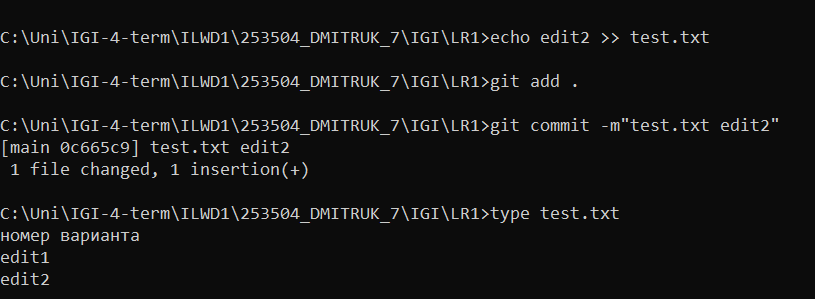 C:\Uni\IGI-4-term\ILWD1\253504_DMITRUK_7\IGI\LR1>echo edit2 >> test.txt
C:\Uni\IGI-4-term\ILWD1\253504_DMITRUK_7\IGI\LR1>git add .
C:\Uni\IGI-4-term\ILWD1\253504_DMITRUK_7\IGI\LR1>git commit -m"test.txt edit2"
[main 0c665c9] test.txt edit2
 1 file changed, 1 insertion(+)
C:\Uni\IGI-4-term\ILWD1\253504_DMITRUK_7\IGI\LR1>type test.txt
номер варианта
edit1
edit2